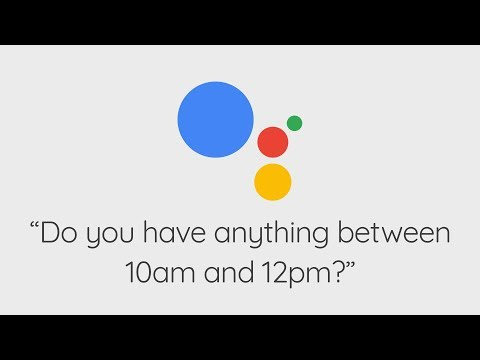 “Do you have anything between
10am and 12pm?”